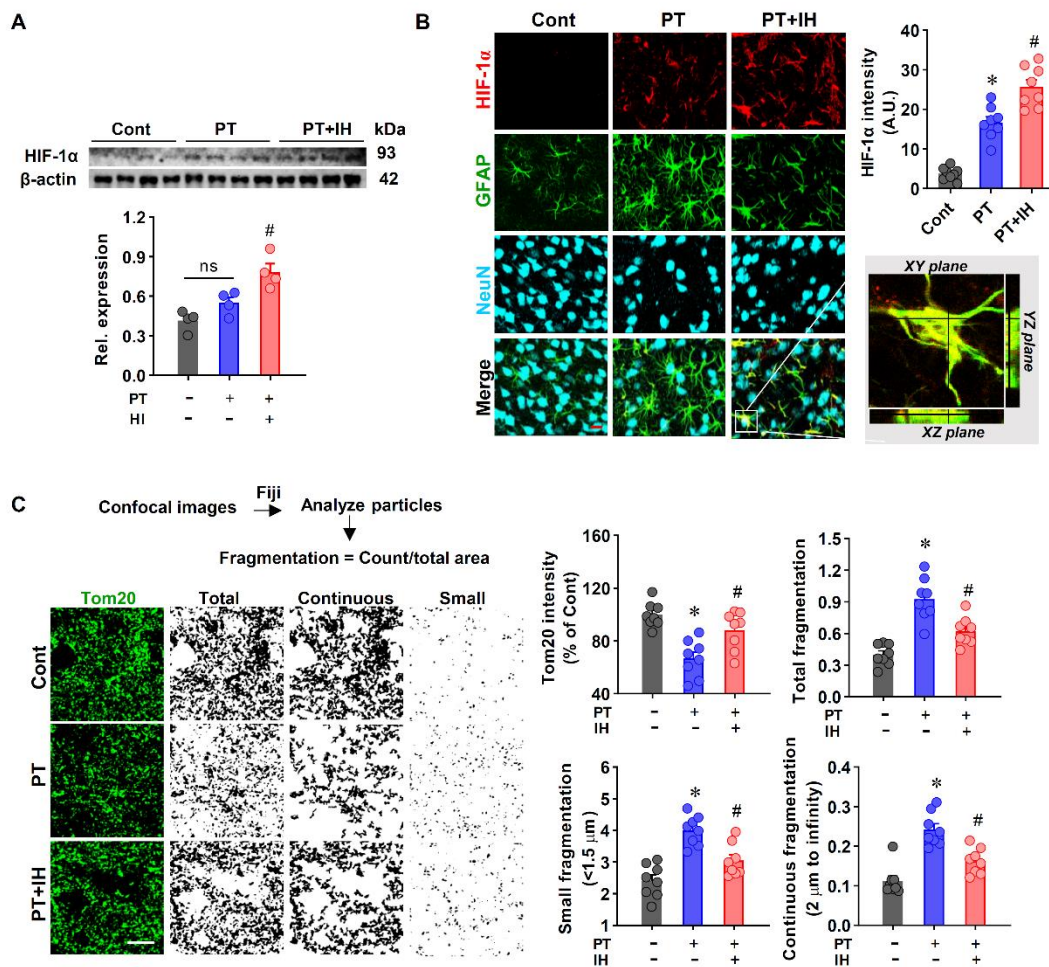 A
Cont PT PT+IH kDa
HIF-1α 93
β-actin 42
Rel. expression
1.2
0.9
0.6
0.3
0.0
ns
#
PT - + +
HI - - +
B
Cont PT PT+IH
HIF-1α
GFAP
NeuN
Merge
HIF-1α intensity
(A.U.)
40
30
20
10
0
*
#
Cont PT PT+IH
XY plane
YZ plane
XZ plane
C
Confocal images Fiji Analyze particles
Fragmentation = Count/total area
Tom20 Total Continuous Small
Cont
PT
PT+IH
Tom20 intensity
(% of Cont)
160
120
80
40
*
#
PT - + +
IH - - +
Total fragmentation
1.5
1.2
0.9
0.6
0.3
0.0
*
#
PT - + +
IH - - +
Small fragmentation
(<1.5 μm)
6
5
4
3
2
1
*
#
PT - + +
IH - - +
Continuous fragmentation
(2 μm to infinity)
0.4
0.3
0.2
0.1
0.0
*
#
PT - + +
IH - - +